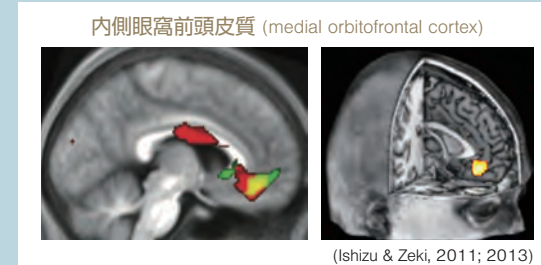 内側眼窩前頭皮質 (medial orbitofrontal cortex)
(Ishizu & Zeki, 2011; 2013)